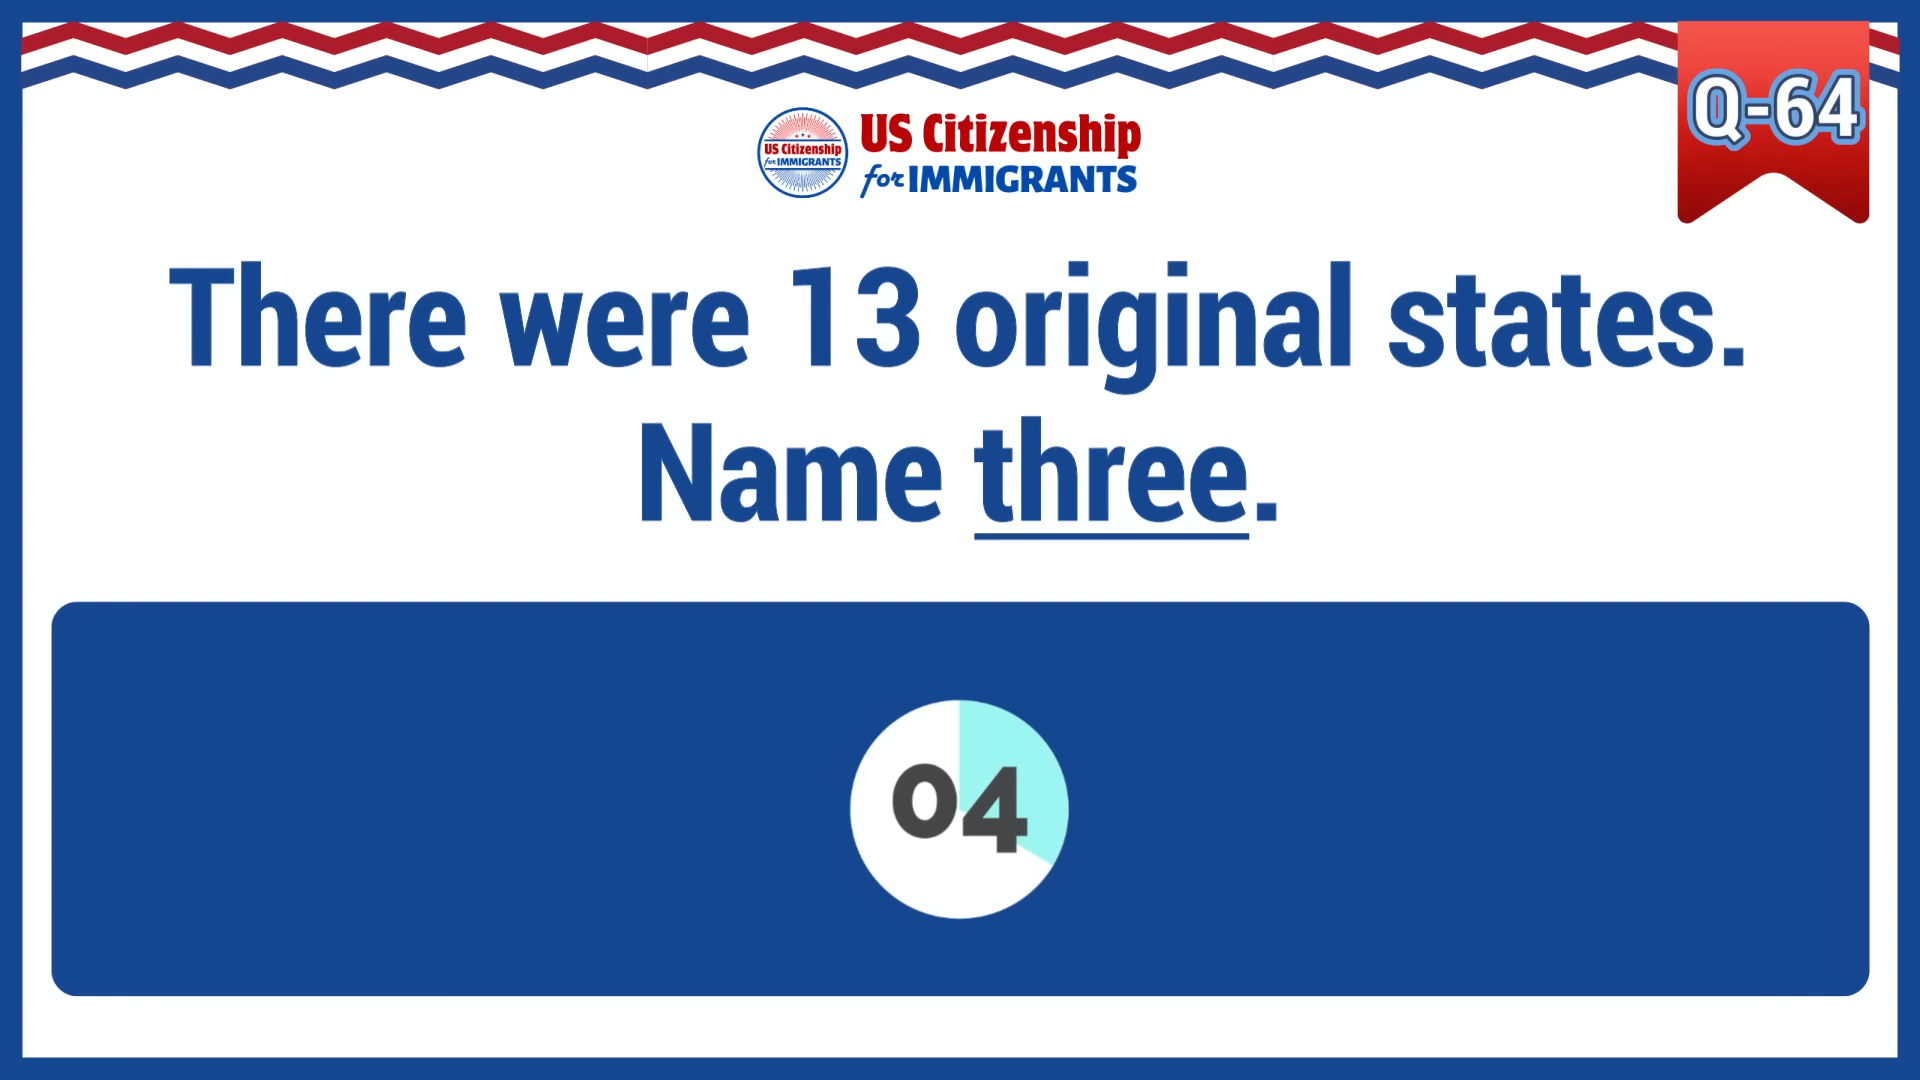 Q-64
US Citizenship
for IMMIGRANTS
US Citizenship
for IMMIGRANTS
There were 13 original states.
Name three.
04